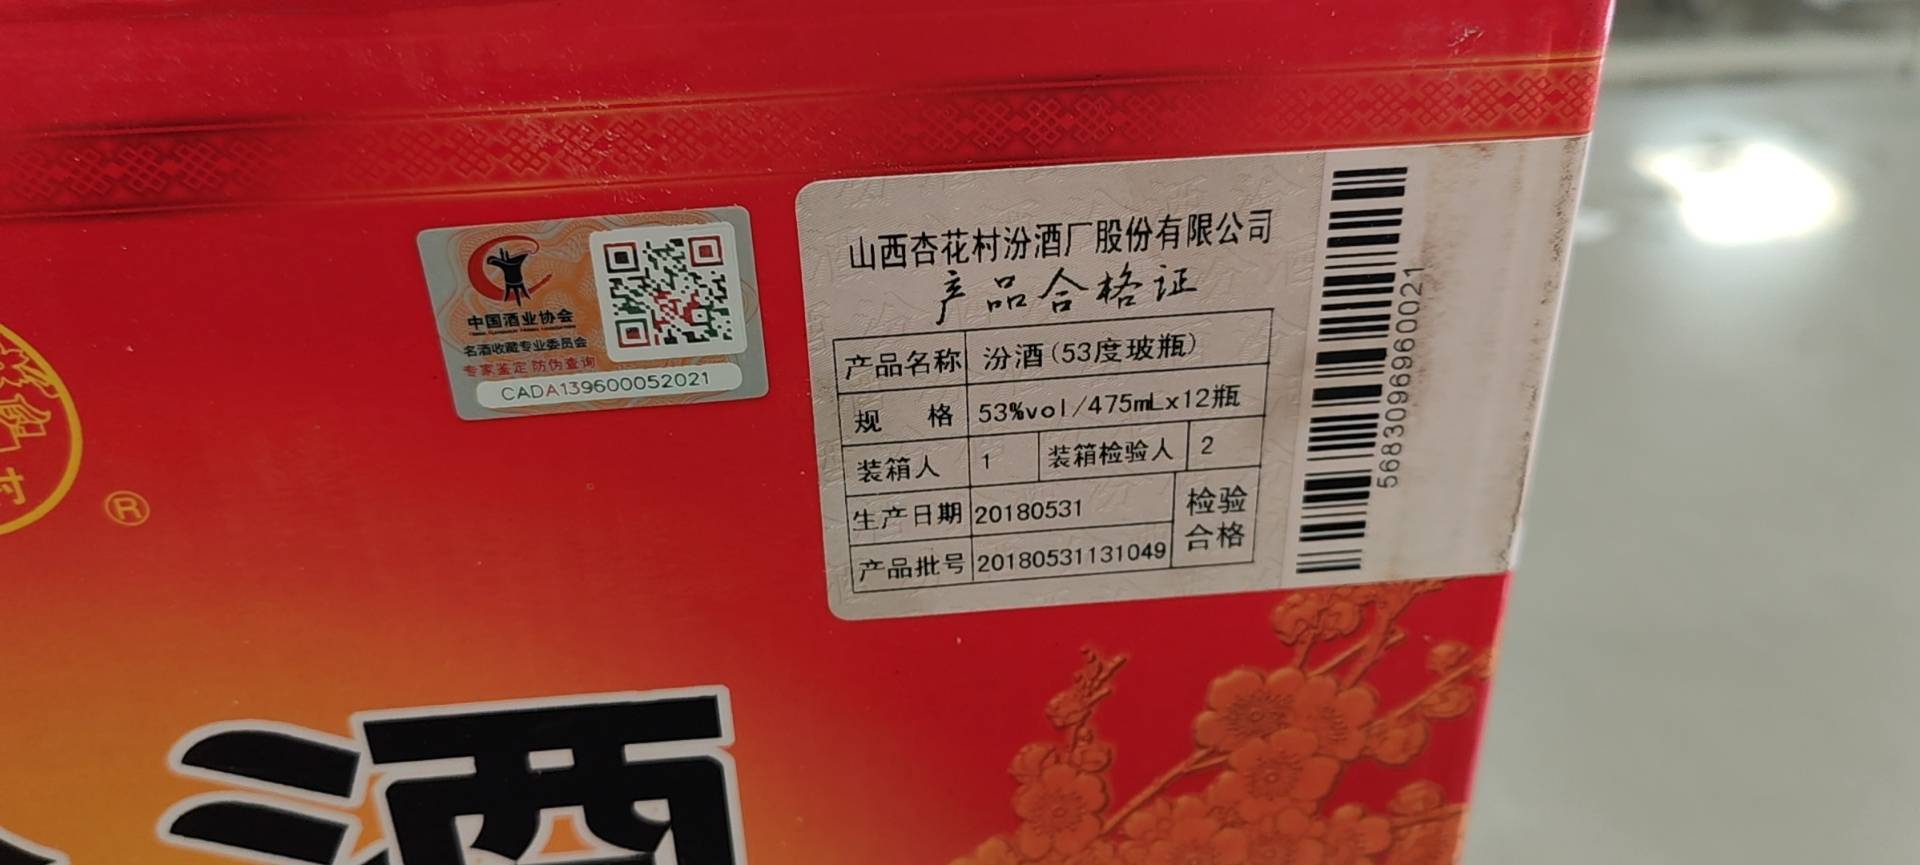 中国酒业协会
名酒收藏专业委员会
专家鉴定 防伪查询
CADA139600052021
山西杏花村汾酒厂股份有限公司
产品合格证
产品名称 汾酒(53度玻瓶)
规 格 53%vol/475mLx12瓶
装箱人 1 装箱检验人 2
生产日期 20180531
检验合格
产品批号 20180531131049
5683096960021
村
®
酒